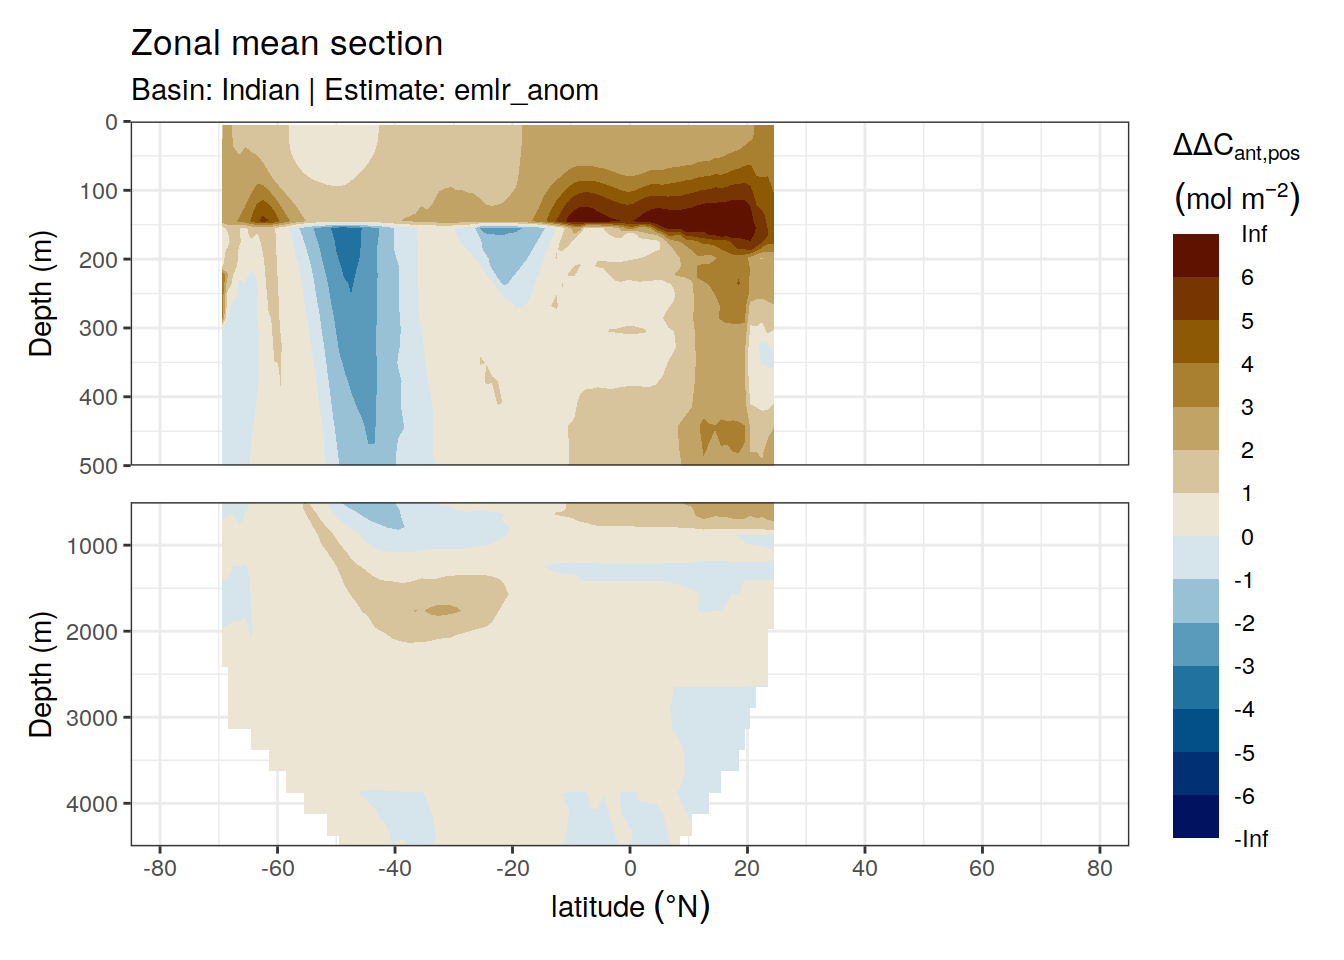 Zonal mean section
Basin: Indian | Estimate: emlr_anom
0
100
200
300
400
500
Depth (m)
1000
2000
3000
4000
Depth (m)
-80 -60 -40 -20 0 20 40 60 80
latitude (°N)
ΔΔC_ant,pos
(mol m⁻²)
Inf
6
5
4
3
2
1
0
-1
-2
-3
-4
-5
-6
-Inf